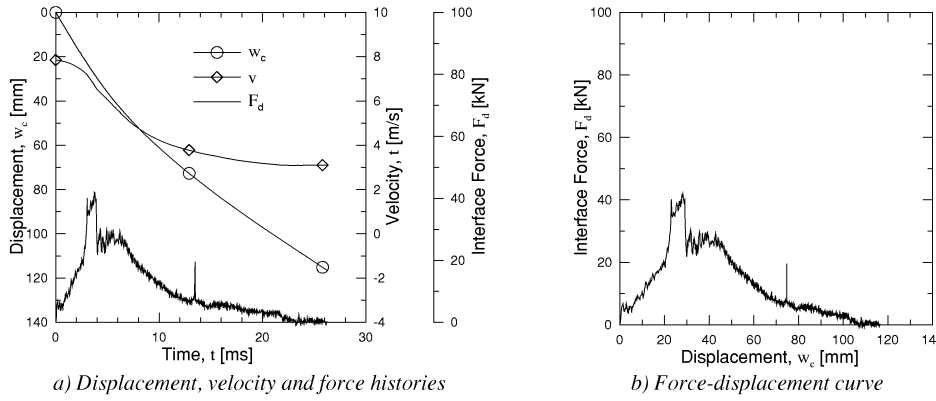 0
20
40
60
80
100
120
140
Displacement, w_c [mm]
10
8
6
4
2
0
-2
-4
Velocity, t [m/s]
100
80
60
40
20
0
Interface Force, F_d [kN]
w_c
v
F_d
0 10 20 30
Time, t [ms]
a) Displacement, velocity and force histories
100
80
60
40
20
0
Interface Force, F_d [kN]
0 20 40 60 80 100 120 14
Displacement, w_c [mm]
b) Force-displacement curve